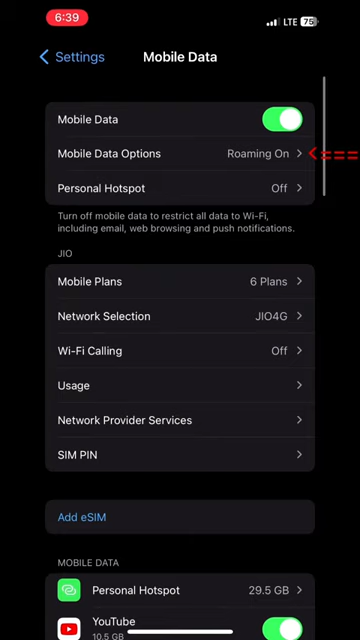 6:39
LTE 75
Settings
Mobile Data
Mobile Data
Mobile Data Options Roaming On
Personal Hotspot Off
Turn off mobile data to restrict all data to Wi-Fi,
including email, web browsing and push notifications.
JIO
Mobile Plans 6 Plans
Network Selection JIO4G
Wi-Fi Calling Off
Usage
Network Provider Services
SIM PIN
Add eSIM
MOBILE DATA
Personal Hotspot 29.5 GB
YouTube
10.5 GB